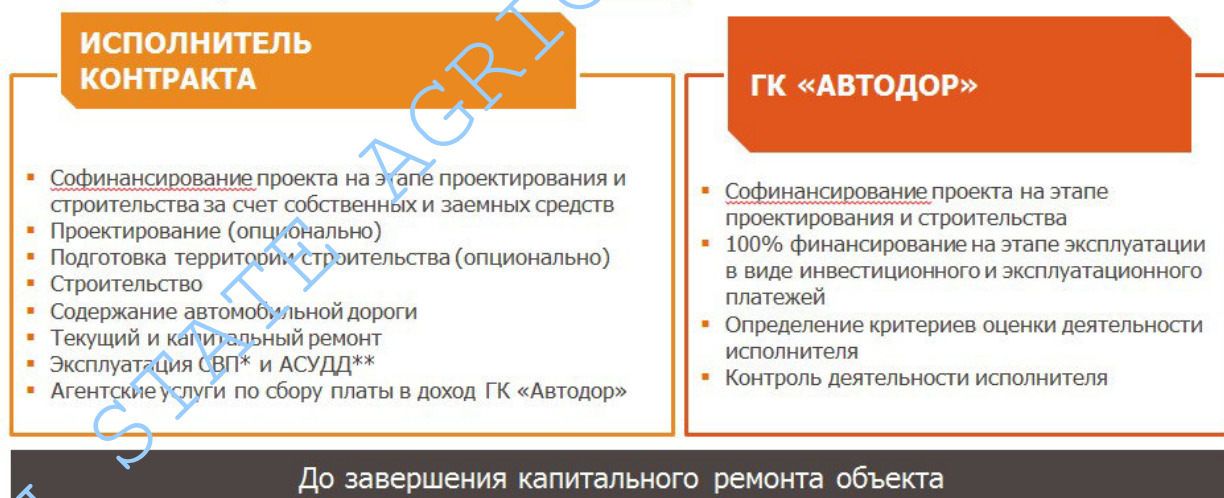 ИСПОЛНИТЕЛЬ
КОНТРАКТА
Софинансирование проекта на этапе проектирования и
строительства за счет собственных и заемных средств
Проектирование (опционально)
Подготовка территории строительства (опционально)
Строительство
Содержание автомобильной дороги
Текущий и капитальный ремонт
Эксплуатация СВП* и АСУДД**
Агентские услуги по сбору платы в доход ГК «Автодор»
ГК «АВТОДОР»
Софинансирование проекта на этапе
проектирования и строительства
100% финансирование на этапе эксплуатации
в виде инвестиционного и эксплуатационного
платежей
Определение критериев оценки деятельности
исполнителя
Контроль деятельности исполнителя
До завершения капитального ремонта объекта
STATE